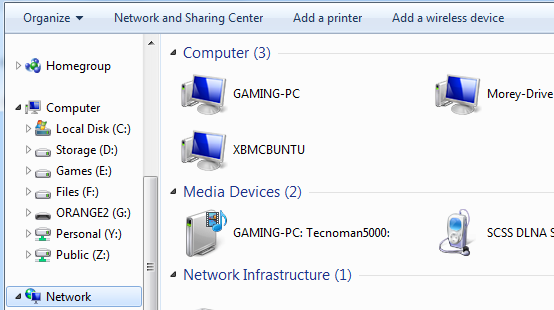 Organize Network and Sharing Center Add a printer Add a wireless device
Homegroup
Computer
Local Disk (C:)
Storage (D:)
Games (E:)
Files (F:)
ORANGE2 (G:)
Personal (Y:)
Public (Z:)
Network
Computer (3)
GAMING-PC Morey-Drive
XBMCBUNTU
Media Devices (2)
GAMING-PC: Tecnoman5000: SCSS DLNA S
Network Infrastructure (1)